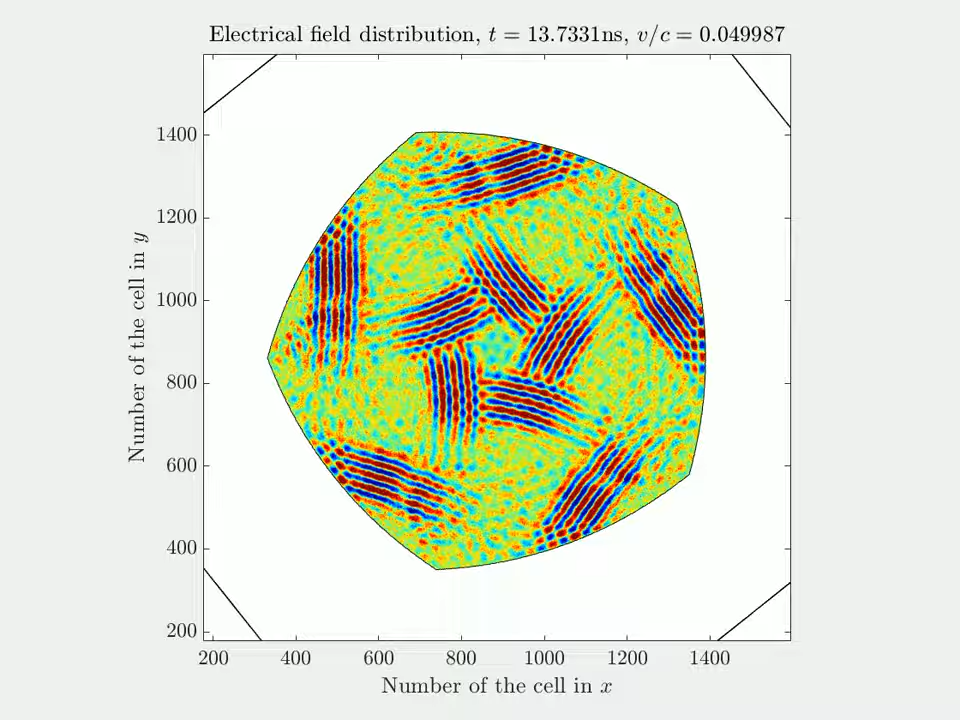 Electrical field distribution, t = 13.7331ns, v/c = 0.049987
1400
1200
1000
800
600
400
200
Number of the cell in y
200 400 600 800 1000 1200 1400
Number of the cell in x